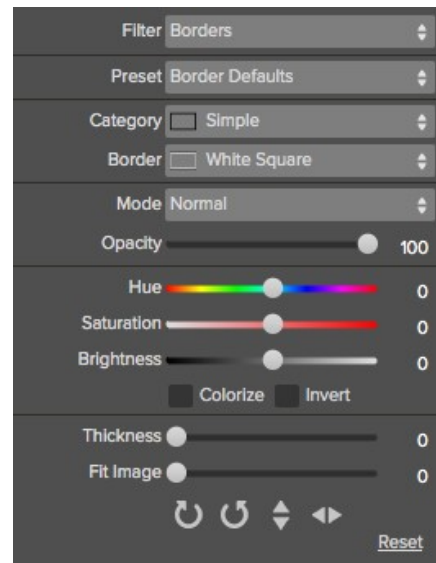 Filter Borders
Preset Border Defaults
Category Simple
Border White Square
Mode Normal
Opacity 100
Hue 0
Saturation 0
Brightness 0
Colorize Invert
Thickness 0
Fit Image 0
Reset